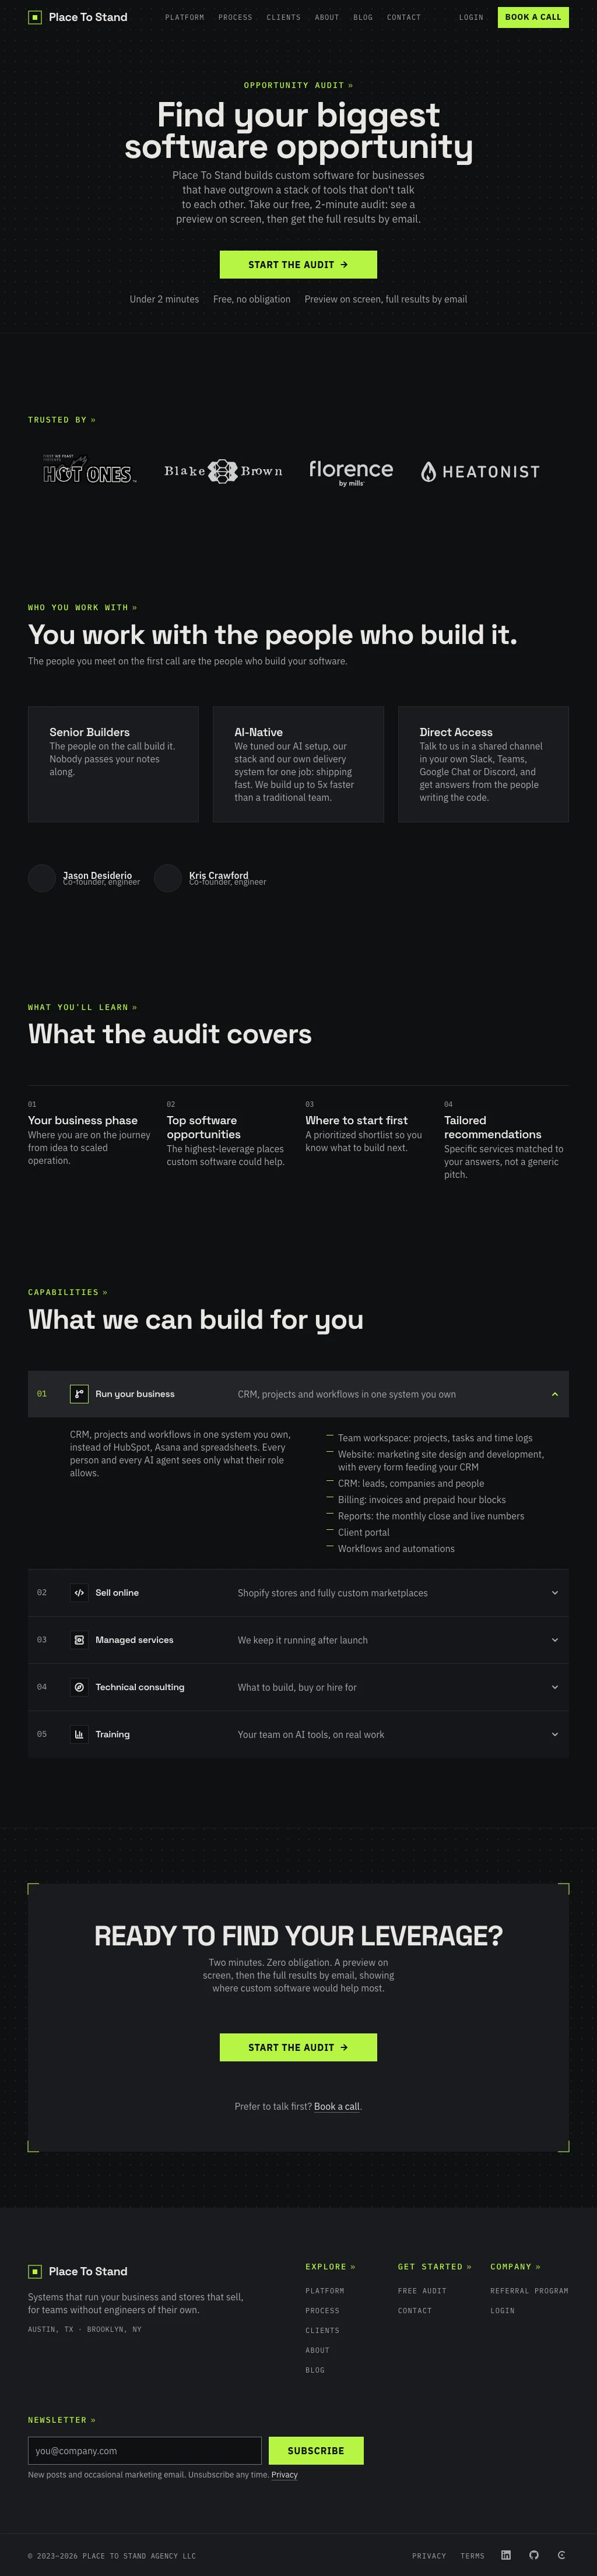 Place To Stand
PLATFORM PROCESS CLIENTS ABOUT BLOG CONTACT
LOGIN
BOOK A CALL
OPPORTUNITY AUDIT »
Find your biggest
software opportunity
Place To Stand builds custom software for businesses
that have outgrown a stack of tools that don't talk
to each other. Take our free, 2-minute audit: see a
preview on screen, then get the full results by email.
START THE AUDIT →
Under 2 minutes Free, no obligation Preview on screen, full results by email
TRUSTED BY »
FIRST WE FEAST
PRESENTS
HOT ONES ™
Blake Brown
florence
by mills
HEATONIST
WHO YOU WORK WITH »
You work with the people who build it.
The people you meet on the first call are the people who build your software.
Senior Builders
The people on the call build it.
Nobody passes your notes
along.
AI-Native
We tuned our AI setup, our
stack and our own delivery
system for one job: shipping
fast. We build up to 5x faster
than a traditional team.
Direct Access
Talk to us in a shared channel
in your own Slack, Teams,
Google Chat or Discord, and
get answers from the people
writing the code.
Jason Desiderio
Co-founder, engineer
Kris Crawford
Co-founder, engineer
WHAT YOU'LL LEARN »
What the audit covers
01
Your business phase
Where you are on the journey
from idea to scaled
operation.
02
Top software
opportunities
The highest-leverage places
custom software could help.
03
Where to start first
A prioritized shortlist so you
know what to build next.
04
Tailored
recommendations
Specific services matched to
your answers, not a generic
pitch.
CAPABILITIES »
What we can build for you
01 Run your business CRM, projects and workflows in one system you own
CRM, projects and workflows in one system you own,
instead of HubSpot, Asana and spreadsheets. Every
person and every AI agent sees only what their role
allows.
Team workspace: projects, tasks and time logs
Website: marketing site design and development,
with every form feeding your CRM
CRM: leads, companies and people
Billing: invoices and prepaid hour blocks
Reports: the monthly close and live numbers
Client portal
Workflows and automations
02 Sell online Shopify stores and fully custom marketplaces
03 Managed services We keep it running after launch
04 Technical consulting What to build, buy or hire for
05 Training Your team on AI tools, on real work
READY TO FIND YOUR LEVERAGE?
Two minutes. Zero obligation. A preview on
screen, then the full results by email, showing
where custom software would help most.
START THE AUDIT →
Prefer to talk first? Book a call.
Place To Stand
Systems that run your business and stores that sell,
for teams without engineers of their own.
AUSTIN, TX · BROOKLYN, NY
EXPLORE »
PLATFORM
PROCESS
CLIENTS
ABOUT
BLOG
GET STARTED »
FREE AUDIT
CONTACT
COMPANY »
REFERRAL PROGRAM
LOGIN
NEWSLETTER »
you@company.com
SUBSCRIBE
New posts and occasional marketing email. Unsubscribe any time. Privacy
© 2023–2026 PLACE TO STAND AGENCY LLC
PRIVACY TERMS